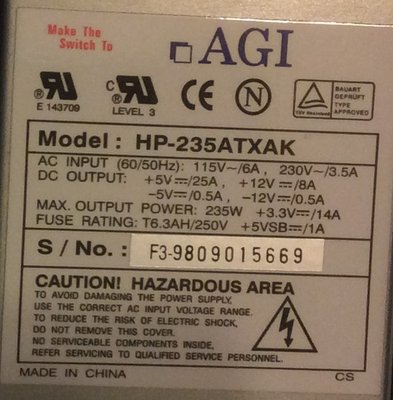 Make The
Switch To
AGI
E 143709
LEVEL 3
BAUART
GEPRÜFT
TYPE
APPROVED
Model : HP-235ATXAK
AC INPUT (60/50Hz): 115V~/6A, 230V~/3.5A
DC OUTPUT: +5V⎓/25A, +12V⎓/8A
−5V⎓/0.5A, −12V⎓/0.5A
MAX. OUTPUT POWER: 235W +3.3V⎓/14A
FUSE RATING: T6.3AH/250V +5VSB⎓/1A
S / No. : F3-9809015669
CAUTION! HAZARDOUS AREA
TO AVOID DAMAGING THE POWER SUPPLY,
USE THE CORRECT AC INPUT VOLTAGE RANGE.
TO REDUCE THE RISK OF ELECTRIC SHOCK,
DO NOT REMOVE THIS COVER.
NO SERVICEABLE COMPONENTS INSIDE,
REFER SERVICING TO QUALIFIED SERVICE PERSONNEL.
MADE IN CHINA CS